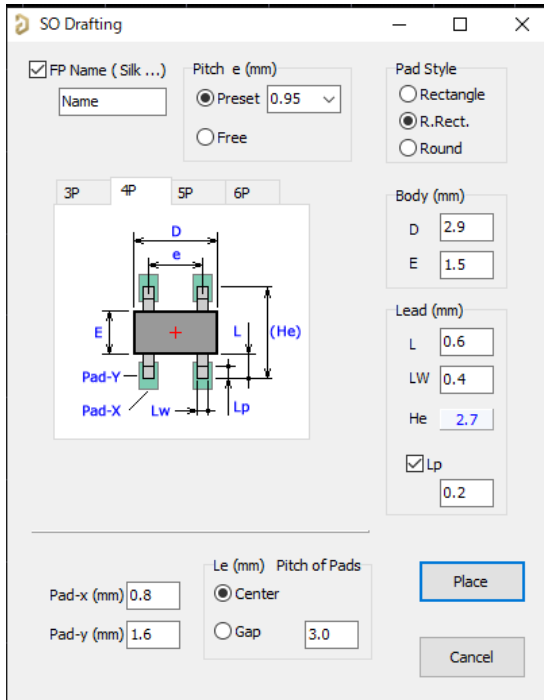 SO Drafting
FP Name ( Silk ...)
Name
Pitch e (mm)
Preset 0.95
Free
Pad Style
Rectangle
R.Rect.
Round
3P 4P 5P 6P
D
e
E
L
(He)
Pad-Y
Pad-X
Lw
Lp
Body (mm)
D 2.9
E 1.5
Lead (mm)
L 0.6
LW 0.4
He 2.7
Lp
0.2
Pad-x (mm) 0.8
Pad-y (mm) 1.6
Le (mm) Pitch of Pads
Center
Gap 3.0
Place
Cancel